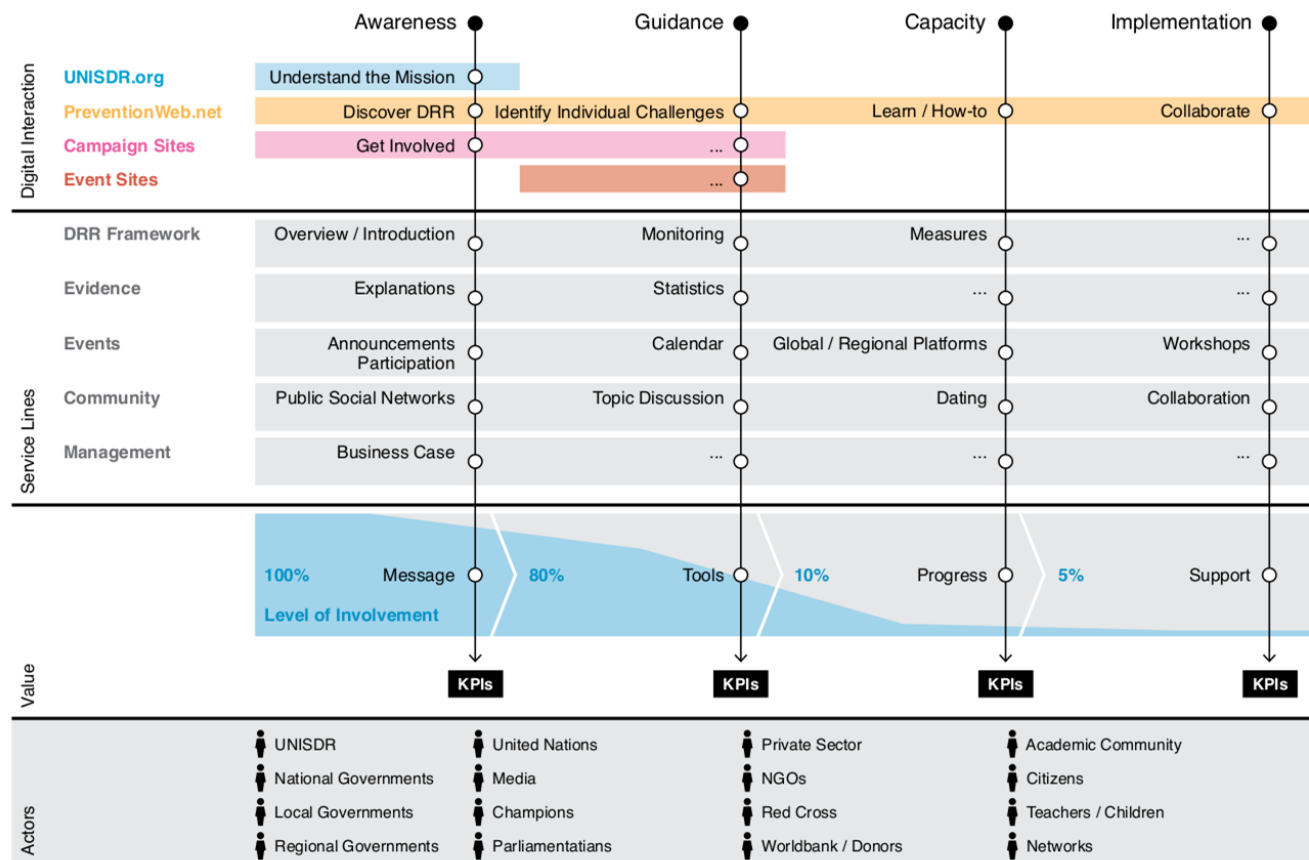 Awareness Guidance Capacity Implementation
Digital Interaction
UNISDR.org Understand the Mission
PreventionWeb.net Discover DRR Identify Individual Challenges Learn / How-to Collaborate
Campaign Sites Get Involved ...
Event Sites ...
Service Lines
DRR Framework Overview / Introduction Monitoring Measures ...
Evidence Explanations Statistics ... ...
Events Announcements Calendar Global / Regional Platforms Workshops
Participation
Community Public Social Networks Topic Discussion Dating Collaboration
Management Business Case ... ... ...
Value
100% Message 80% Tools 10% Progress 5% Support
Level of Involvement
KPIs KPIs KPIs KPIs
Actors
UNISDR United Nations Private Sector Academic Community
National Governments Media NGOs Citizens
Local Governments Champions Red Cross Teachers / Children
Regional Governments Parliamentatians Worldbank / Donors Networks